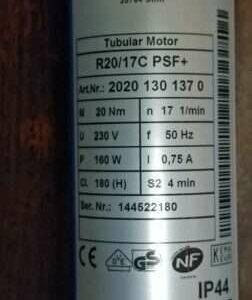 Tubular Motor
R20/17C PSF+
Art.Nr.: 2020 130 137 0
M 20 Nm n 17 1/min
U 230 V f 50 Hz
P 160 W I 0,75 A
CL 180 (H) S2 4 min
Ser. Nr.: 144522180
CE GS NF
IP44